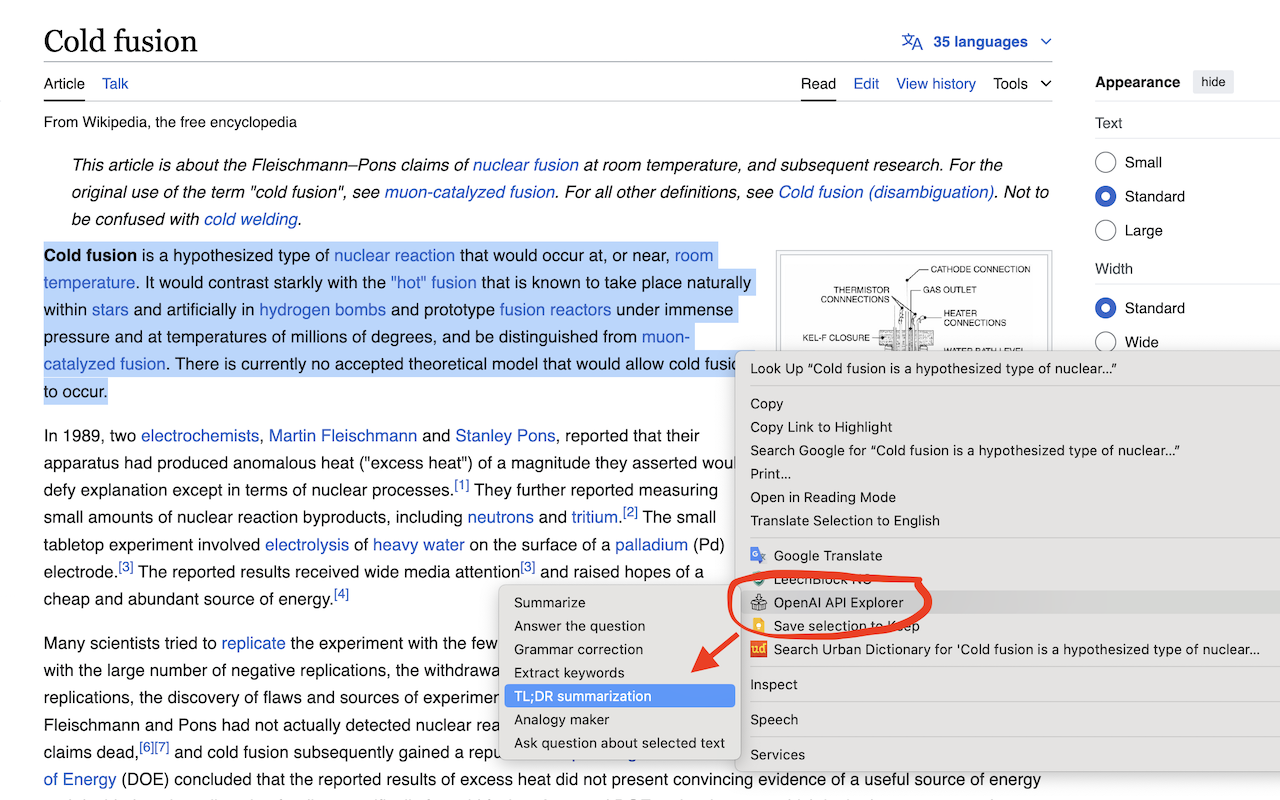 Cold fusion
35 languages
Article Talk
Read Edit View history Tools
From Wikipedia, the free encyclopedia
This article is about the Fleischmann–Pons claims of nuclear fusion at room temperature, and subsequent research. For the
original use of the term "cold fusion", see muon-catalyzed fusion. For all other definitions, see Cold fusion (disambiguation). Not to
be confused with cold welding.
Cold fusion is a hypothesized type of nuclear reaction that would occur at, or near, room
temperature. It would contrast starkly with the "hot" fusion that is known to take place naturally
within stars and artificially in hydrogen bombs and prototype fusion reactors under immense
pressure and at temperatures of millions of degrees, and be distinguished from muon-
catalyzed fusion. There is currently no accepted theoretical model that would allow cold fusio
to occur.
In 1989, two electrochemists, Martin Fleischmann and Stanley Pons, reported that their
apparatus had produced anomalous heat ("excess heat") of a magnitude they asserted woul
defy explanation except in terms of nuclear processes.[1] They further reported measuring
small amounts of nuclear reaction byproducts, including neutrons and tritium.[2] The small
tabletop experiment involved electrolysis of heavy water on the surface of a palladium (Pd)
electrode.[3] The reported results received wide media attention[3] and raised hopes of a
cheap and abundant source of energy.[4]
Many scientists tried to replicate the experiment with the few
with the large number of negative replications, the withdrawa
replications, the discovery of flaws and sources of experimen
Fleischmann and Pons had not actually detected nuclear rea
claims dead,[6][7] and cold fusion subsequently gained a repu
of Energy (DOE) concluded that the reported results of excess heat did not present convincing evidence of a useful source of energy
CATHODE CONNECTION
THERMISTOR
CONNNECTIONS
GAS OUTLET
HEATER
CONNECTIONS
KEL-F CLOSURE
WATER BATH LEVEL
Appearance hide
Text
Small
Standard
Large
Width
Standard
Wide
Look Up “Cold fusion is a hypothesized type of nuclear...”
Copy
Copy Link to Highlight
Search Google for “Cold fusion is a hypothesized type of nuclear...”
Print...
Open in Reading Mode
Translate Selection to English
Google Translate
LeechBlock NG
OpenAI API Explorer
Save selection to Keep
ud Search Urban Dictionary for 'Cold fusion is a hypothesized type of nuclear...
Inspect
Speech
Services
Summarize
Answer the question
Grammar correction
Extract keywords
TL;DR summarization
Analogy maker
Ask question about selected text